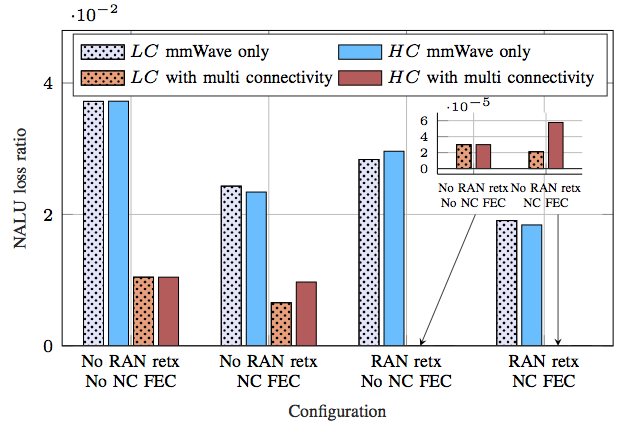 ·10−2
LC mmWave only HC mmWave only
LC with multi connectivity HC with multi connectivity
4
2
0
NALU loss ratio
·10−5
6
4
2
0
No RAN retx No RAN retx
No NC FEC NC FEC
No RAN retx No RAN retx RAN retx RAN retx
No NC FEC NC FEC No NC FEC NC FEC
Configuration